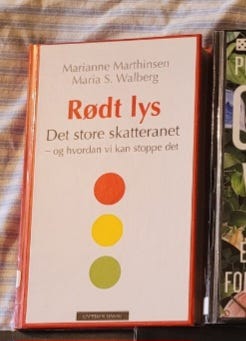 Marianne Marthinsen
Maria S. Walberg
Rødt lys
Det store skatteranet
– og hvordan vi kan stoppe det